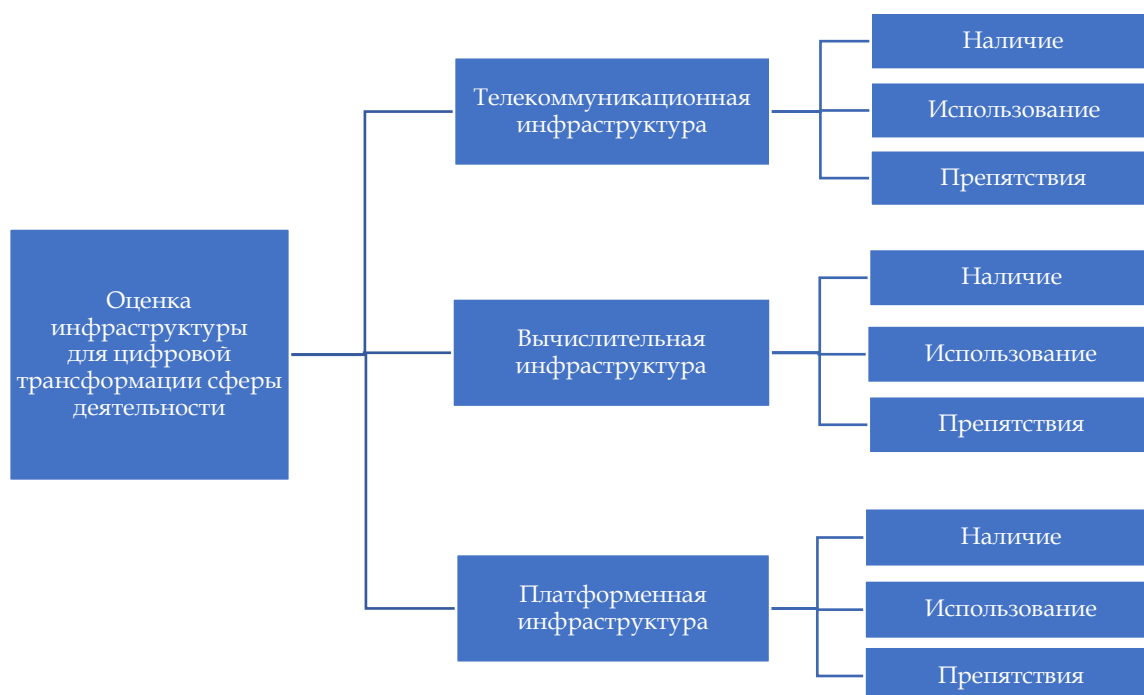 Оценка
инфраструктуры
для цифровой
трансформации сферы
деятельности
Телекоммуникационная
инфраструктура
Наличие
Использование
Препятствия
Вычислительная
инфраструктура
Наличие
Использование
Препятствия
Платформенная
инфраструктура
Наличие
Использование
Препятствия